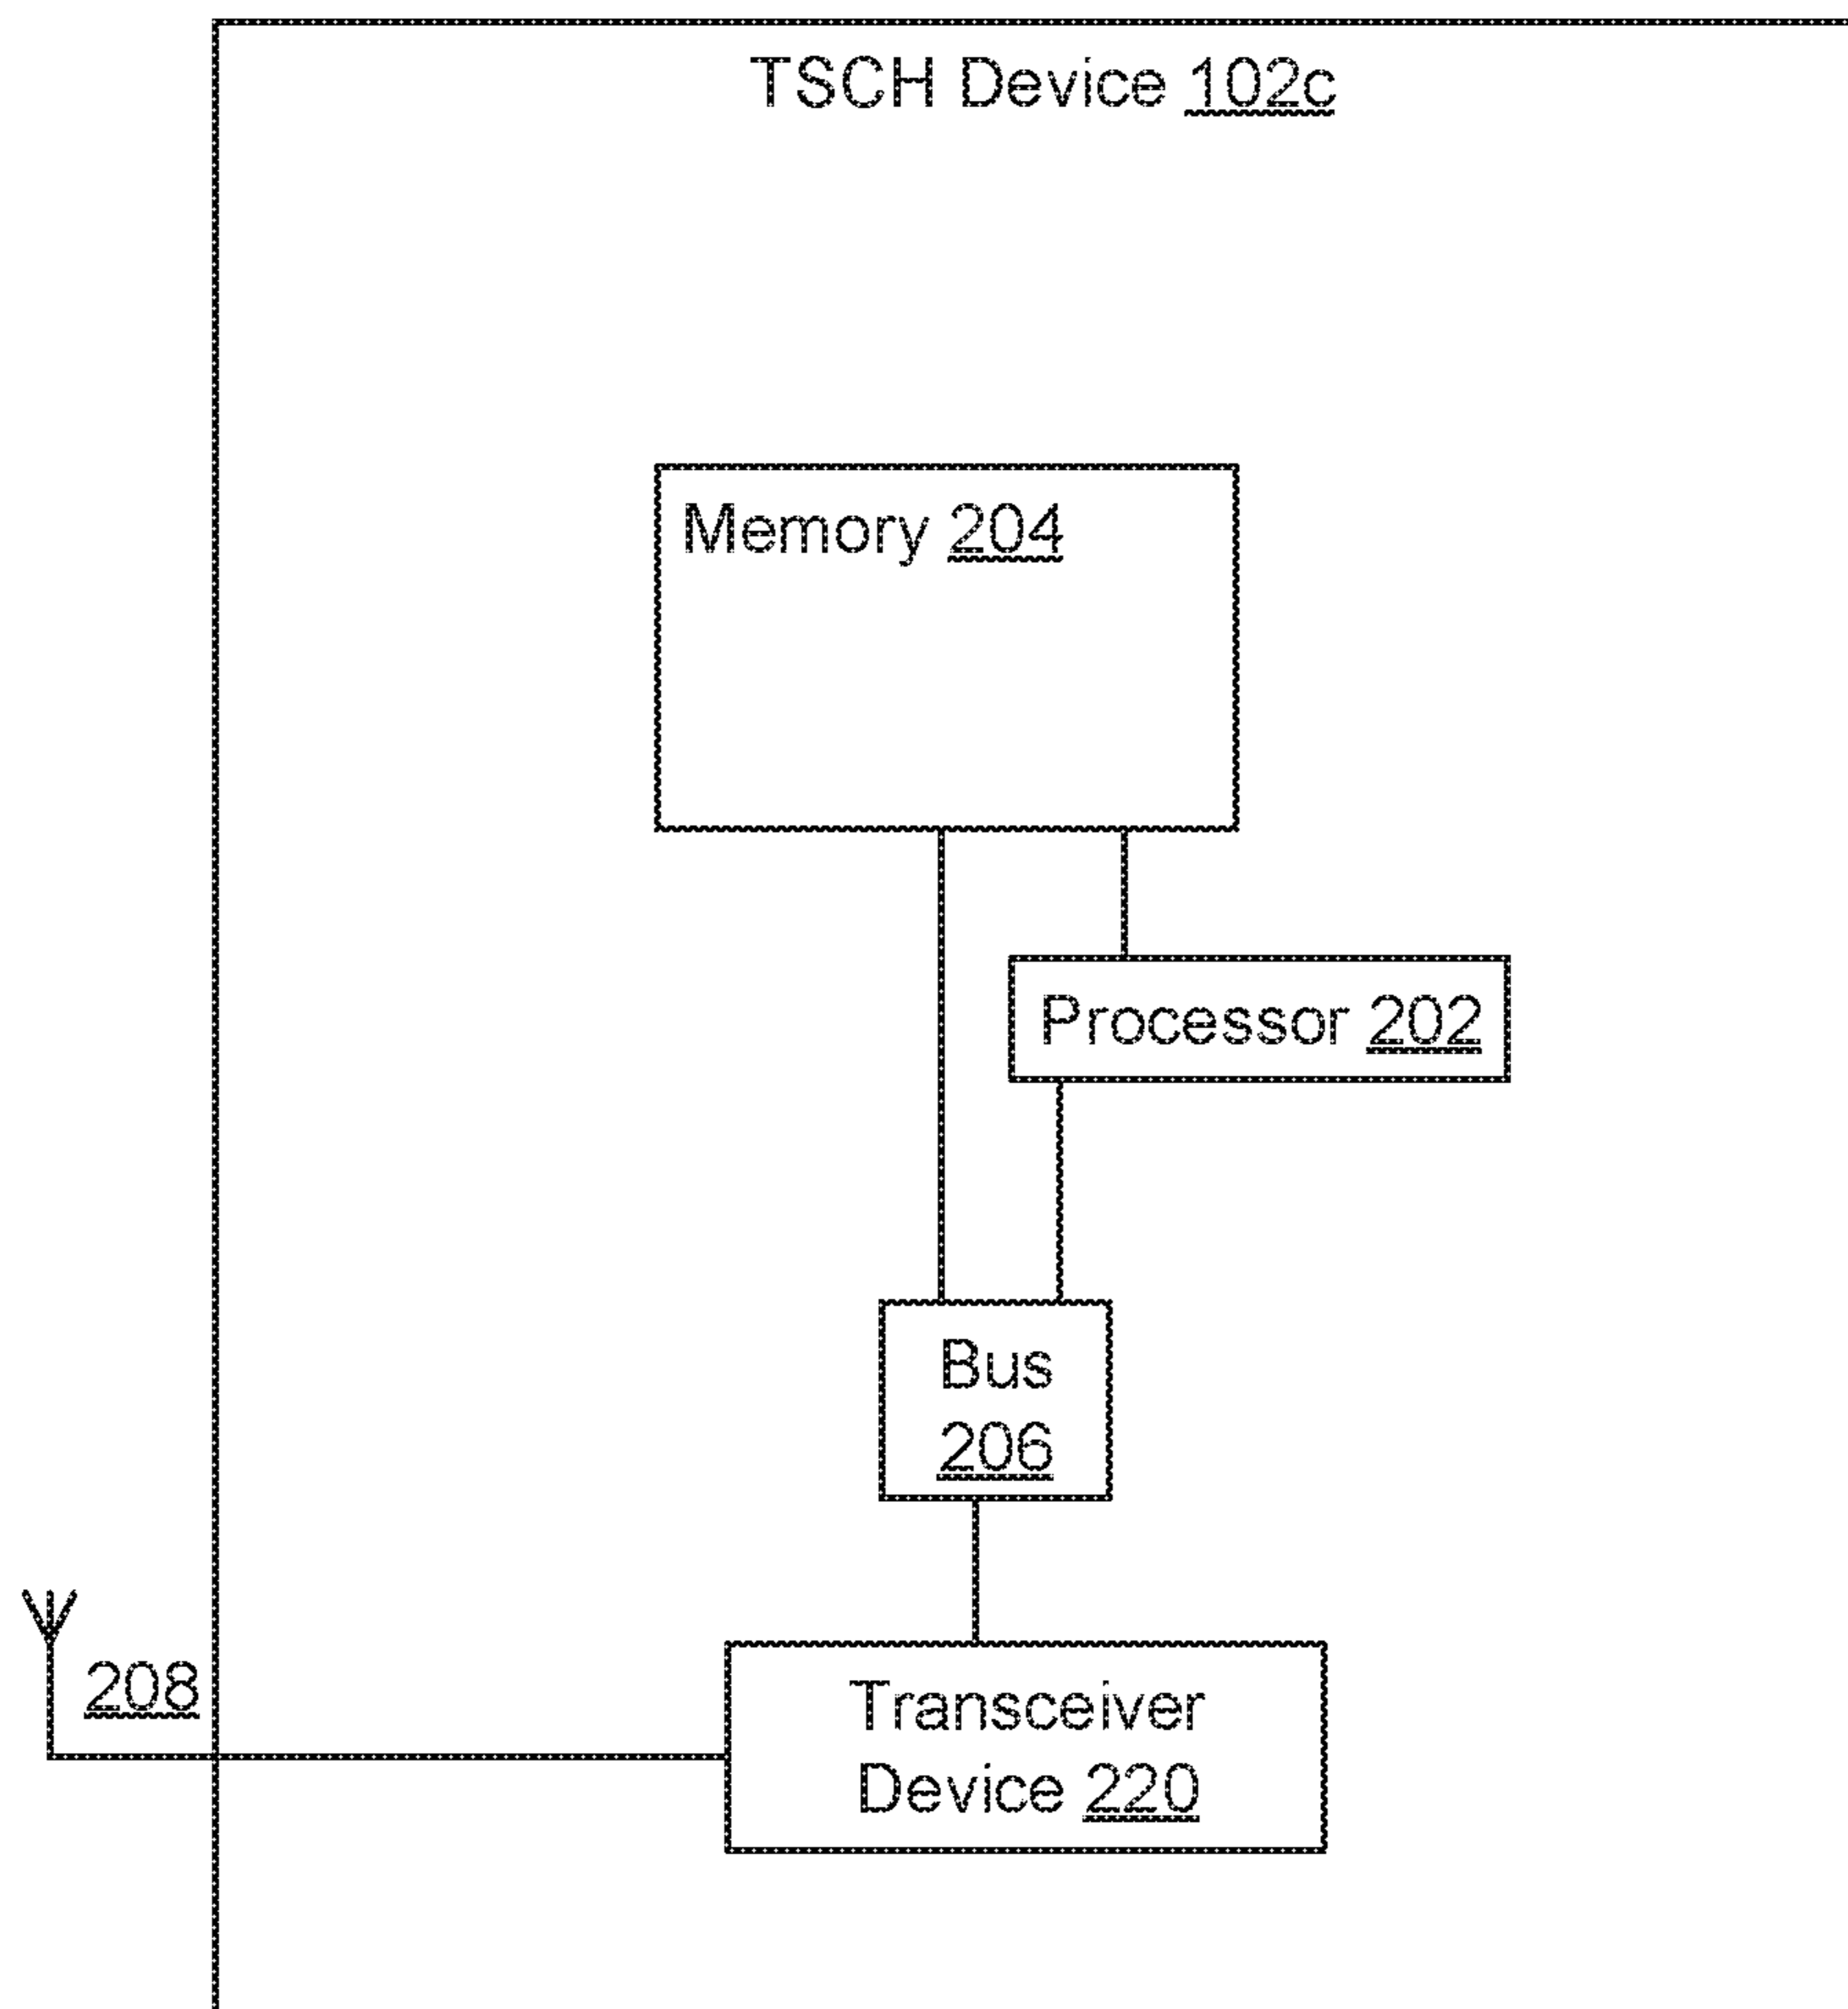 TSCH Device 102c
Memory 204
Processor 202
Bus
206
208
Transceiver
Device 220